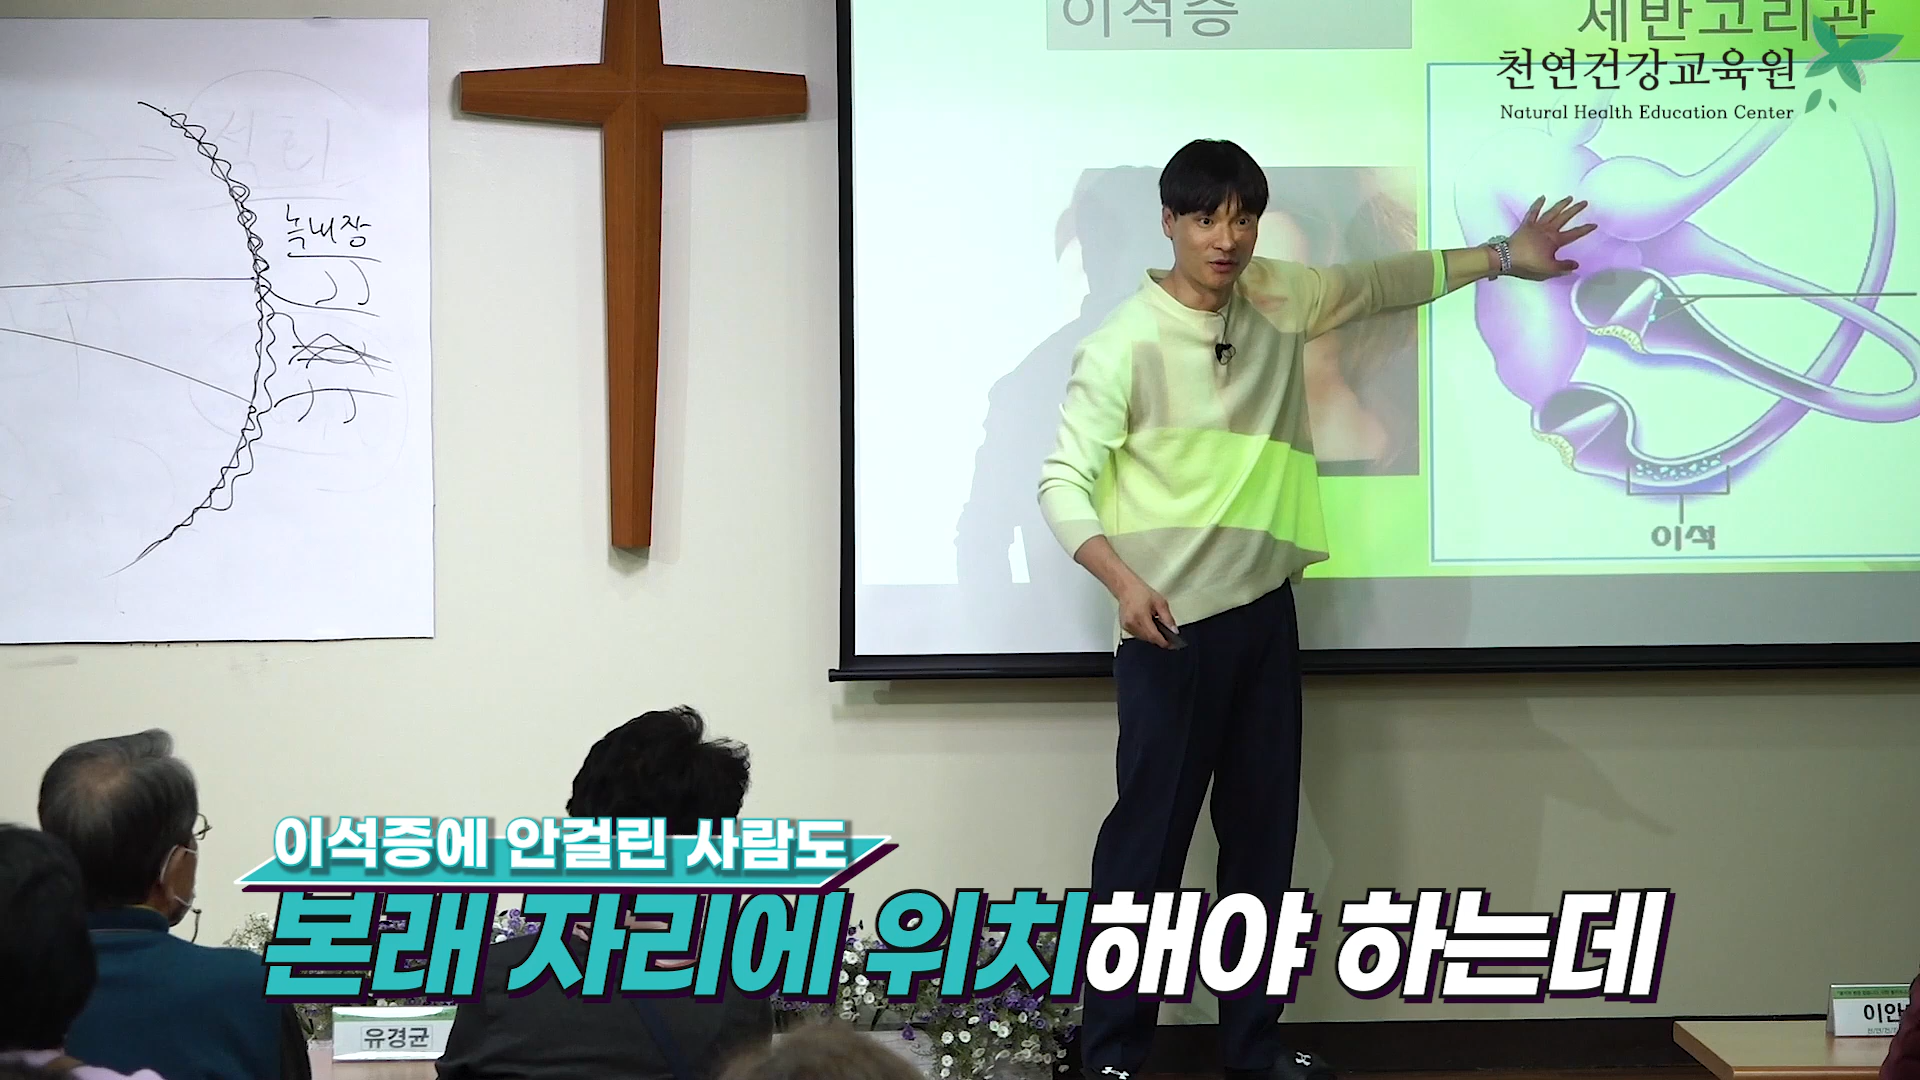 이석증
세반고리관
천연건강교육원
Natural Health Education Center
녹내장
이석
이석증에 안걸린 사람도
본래 자리에 위치해야 하는데
유경균